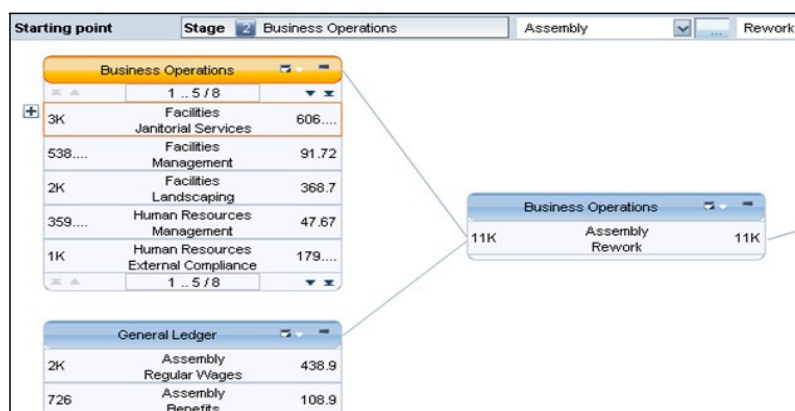 Starting point Stage 2 Business Operations Assembly ... Rework
Business Operations
1 .. 5 / 8
3K Facilities Janitorial Services 606....
538.... Facilities Management 91.72
2K Facilities Landscaping 368.7
359.... Human Resources Management 47.67
1K Human Resources External Compliance 179....
1 .. 5 / 8
Business Operations
11K Assembly Rework 11K
General Ledger
2K Assembly Regular Wages 438.9
726 Assembly Benefits 108.9